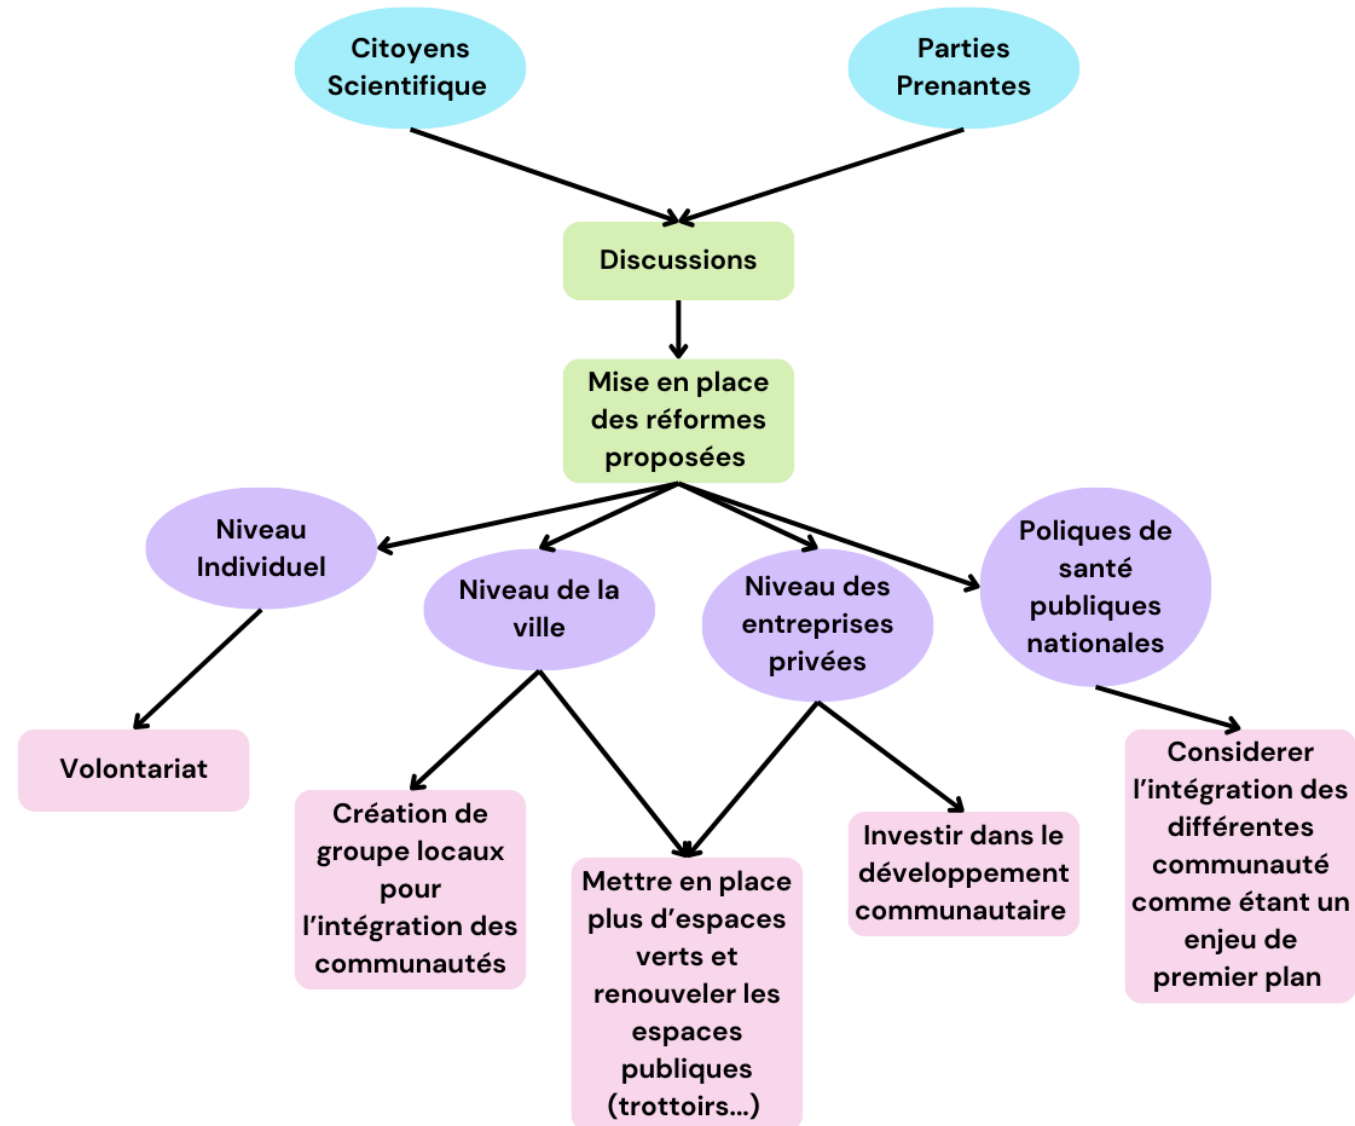 Citoyens
Scientifique
Parties
Prenantes
Discussions
Mise en place
des réformes
proposées
Niveau
Individuel
Niveau de la
ville
Niveau des
entreprises
privées
Poliques de
santé
publiques
nationales
Volontariat
Création de
groupe locaux
pour
l'intégration des
communautés
Mettre en place
plus d'espaces
verts et
renouveler les
espaces
publiques
(trottoirs...)
Investir dans le
développement
communautaire
Considerer
l'intégration des
différentes
communauté
comme étant un
enjeu de
premier plan